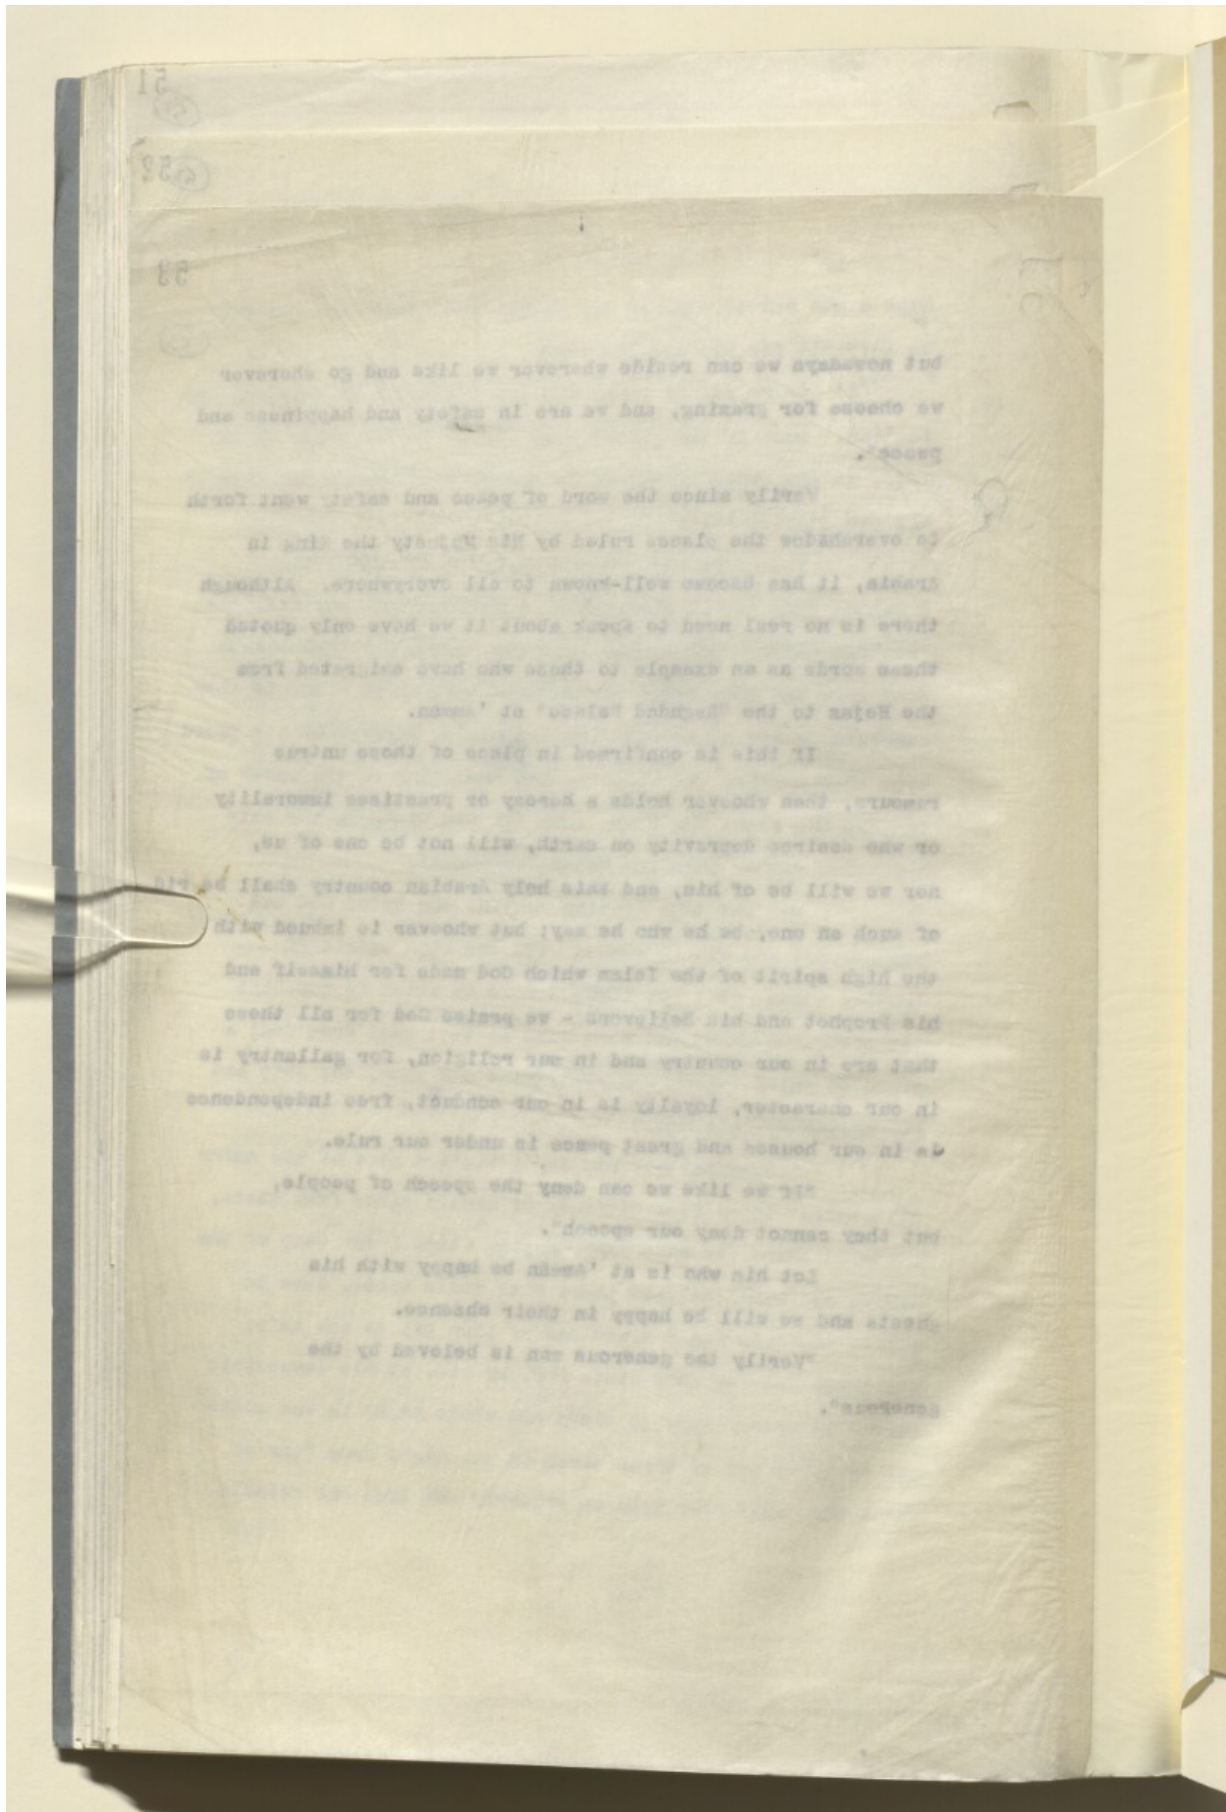 51
52
53
but nowadays we can reside wherever we like and go wherever
we choose for grazing, and we are in safety and happiness and
peace".
Verily since the word of peace and safety went forth
to overshadow the places ruled by His Majesty the King in
Arabia, it has become well-known to all everywhere. Although
there is no real need to speak about it we have only quoted
these words as an example to those who have emigrated from
the Hejaz to the "Baghdad Palace" at 'Amman.
If this is confirmed in place of those untrue
rumours, then whoever holds a heresy or practises immorality
or who desires depravity on earth, will not be one of us,
nor we will be of his, and this holy Arabian country shall be rid
of such an one, be he who he may; but whoever is imbued with
the high spirit of the Islam which God made for himself and
his Prophet and his Believers - we praise God for all those
that are in our country and in our religion, for gallantry is
in our character, loyalty is in our conduct, free independence
is in our houses and great peace is under our rule.
"If we like we can deny the speech of people,
but they cannot deny our speech".
Let him who is at 'Amman be happy with his
guests and we will be happy in their absence.
"Verily the generous man is beloved by the
generous".